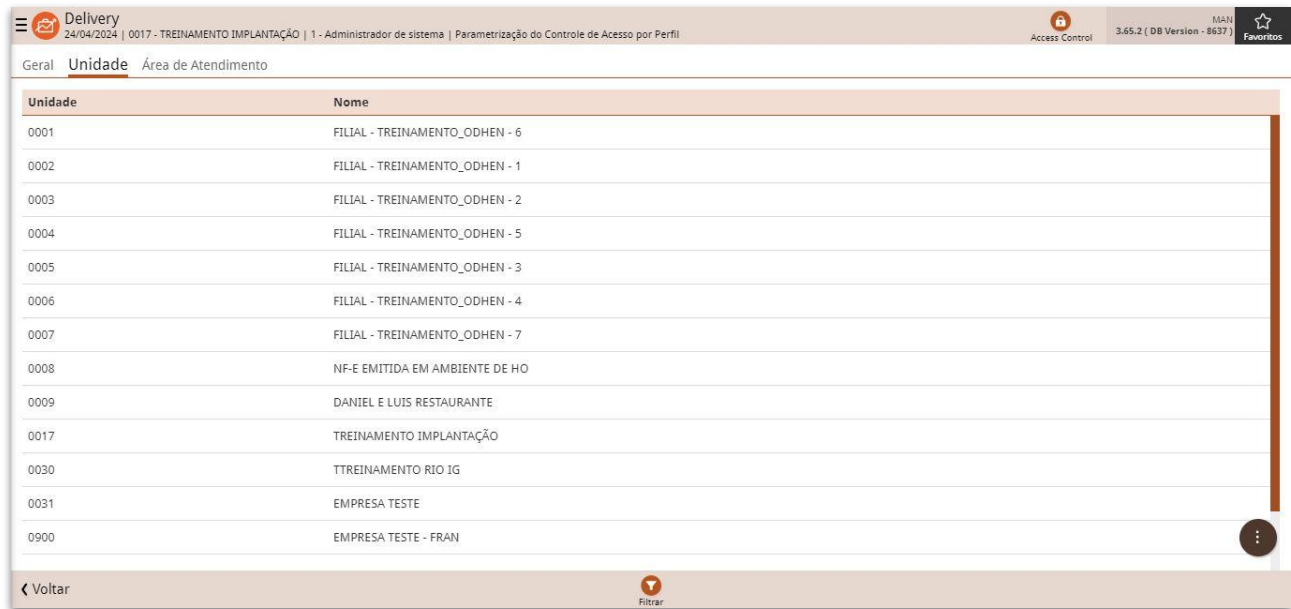 Delivery
24/04/2024 | 0017 - TREINAMENTO IMPLANTAÇÃO | 1 - Administrador de sistema | Parametrização do Controle de Acesso por Perfil
Access Control
MAN
3.65.2 ( DB Version - 8637 )
Favoritos
Geral Unidade Área de Atendimento
Unidade Nome
0001 FILIAL - TREINAMENTO_ODHEN - 6
0002 FILIAL - TREINAMENTO_ODHEN - 1
0003 FILIAL - TREINAMENTO_ODHEN - 2
0004 FILIAL - TREINAMENTO_ODHEN - 5
0005 FILIAL - TREINAMENTO_ODHEN - 3
0006 FILIAL - TREINAMENTO_ODHEN - 4
0007 FILIAL - TREINAMENTO_ODHEN - 7
0008 NF-E EMITIDA EM AMBIENTE DE HO
0009 DANIEL E LUIS RESTAURANTE
0017 TREINAMENTO IMPLANTAÇÃO
0030 TTREINAMENTO RIO IG
0031 EMPRESA TESTE
0900 EMPRESA TESTE - FRAN
Voltar
Filtrar